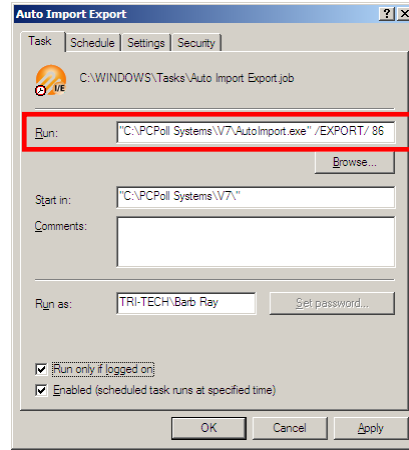 Auto Import Export
Task Schedule Settings Security
I/E
C:\WINDOWS\Tasks\Auto Import Export.job
Run: "C:\PCPoll Systems\V7\AutoImport.exe" /EXPORT/ 86
Browse...
Start in: "C:\PCPoll Systems\V7\"
Comments:
Run as: TRI-TECH\Barb Ray Set password...
Run only if logged on
Enabled (scheduled task runs at specified time)
OK Cancel Apply